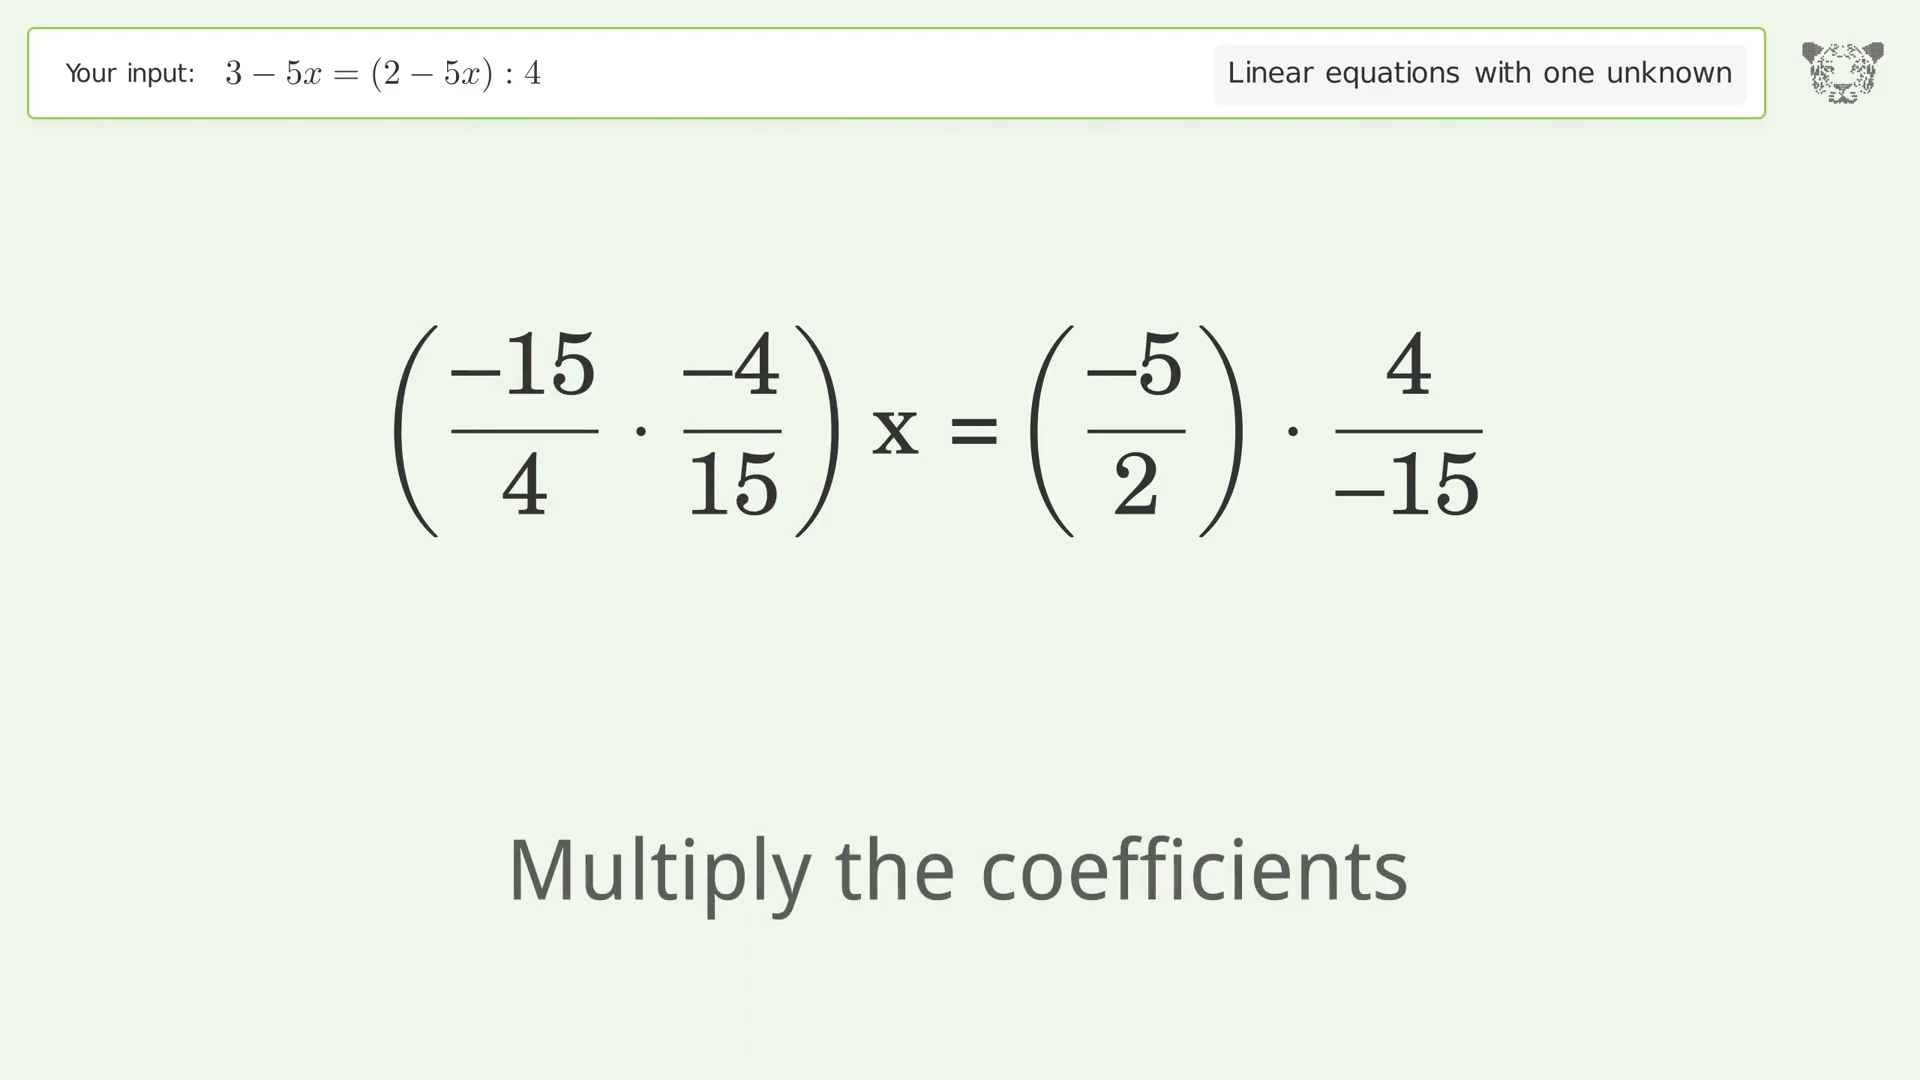 Your input: 3 − 5x = (2 − 5x) : 4
Linear equations with one unknown
(−15/4 · −4/15) x = (−5/2) · 4/−15
Multiply the coefficients